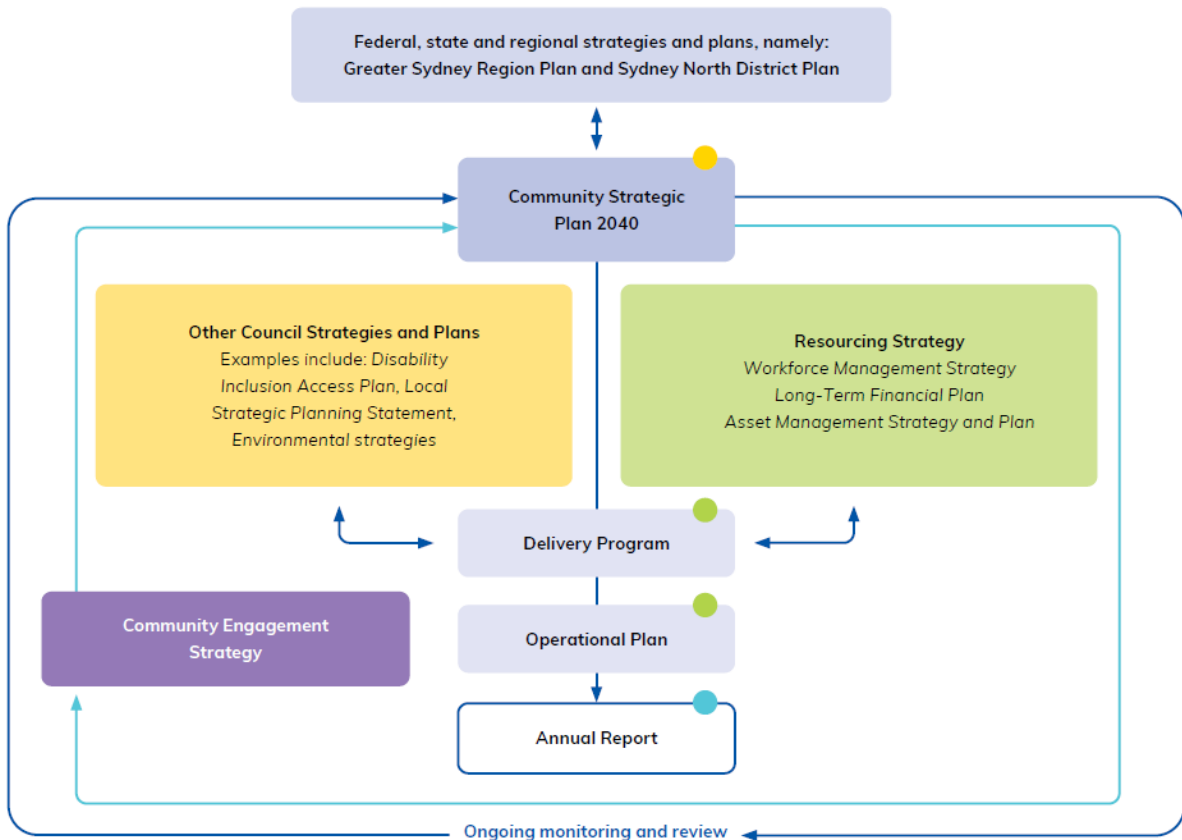 Federal, state and regional strategies and plans, namely:
Greater Sydney Region Plan and Sydney North District Plan
Community Strategic
Plan 2040
Other Council Strategies and Plans
Examples include: Disability
Inclusion Access Plan, Local
Strategic Planning Statement,
Environmental strategies
Resourcing Strategy
Workforce Management Strategy
Long-Term Financial Plan
Asset Management Strategy and Plan
Delivery Program
Community Engagement
Strategy
Operational Plan
Annual Report
Ongoing monitoring and review